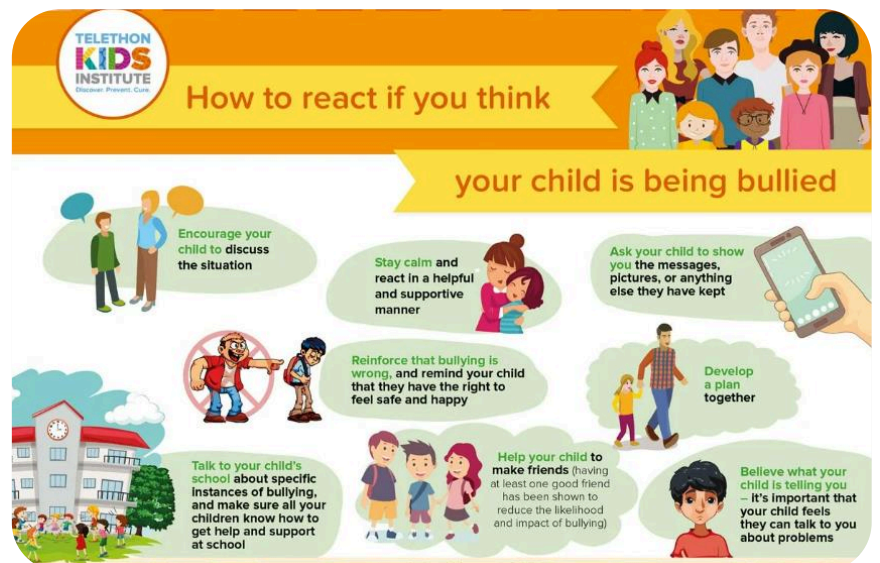 TELETHON
KIDS
INSTITUTE
Discover. Prevent. Cure.
How to react if you think
your child is being bullied
Encourage your
child to discuss
the situation
Stay calm and
react in a helpful
and supportive
manner
Ask your child to show
you the messages,
pictures, or anything
else they have kept
Reinforce that bullying is
wrong, and remind your child
that they have the right to
feel safe and happy
Develop
a plan
together
Talk to your child's
school about specific
instances of bullying,
and make sure all your
children know how to
get help and support
at school
Help your child to
make friends (having
at least one good friend
has been shown to
reduce the likelihood
and impact of bullying)
Believe what your
child is telling you
– it's important that
your child feels
they can talk to you
about problems